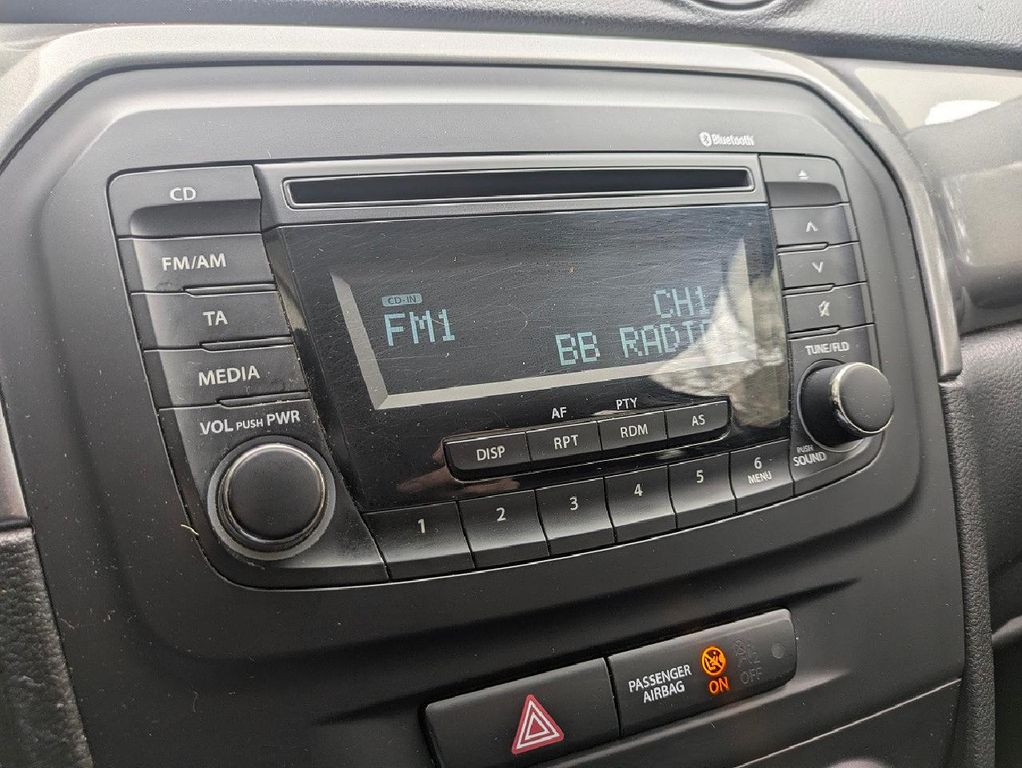 Bluetooth
CD
FM/AM
TA
MEDIA
VOL PUSH PWR
CD-IN
FM1
CH1
BB RADIO
AF
PTY
DISP
RPT
RDM
AS
1
2
3
4
5
6
MENU
TUNE/FLD
PUSH
SOUND
PASSENGER
AIRBAG
ON
OFF